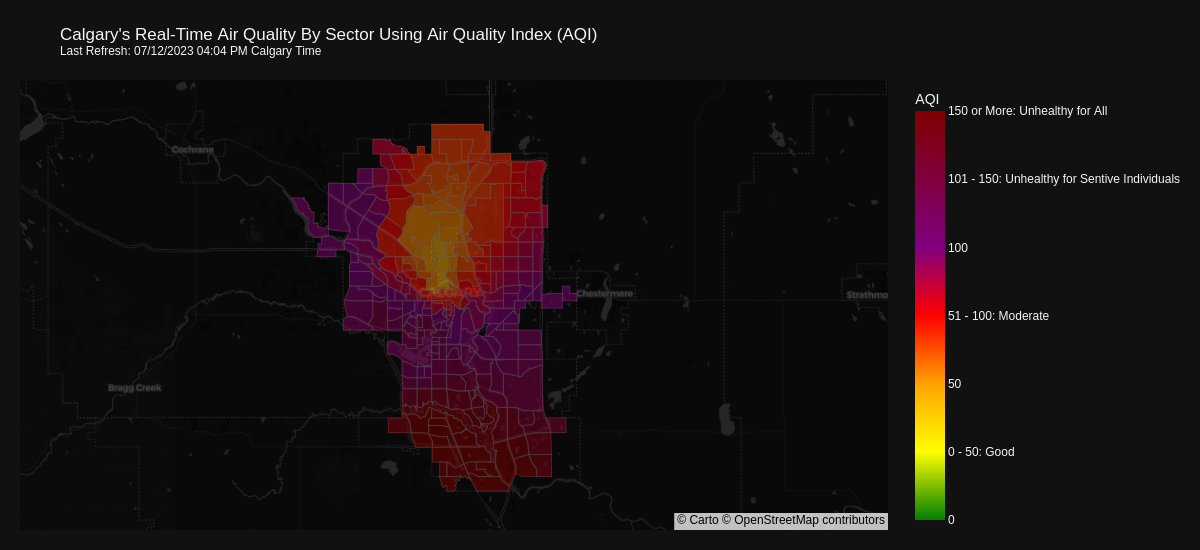 Calgary's Real-Time Air Quality By Sector Using Air Quality Index (AQI)
Last Refresh: 07/12/2023 04:04 PM Calgary Time
AQI
150 or More: Unhealthy for All
101 - 150: Unhealthy for Sentive Individuals
100
51 - 100: Moderate
50
0 - 50: Good
0
Cochrane
CALGARY
Chestermere
Strathmo
Bragg Creek
© Carto © OpenStreetMap contributors